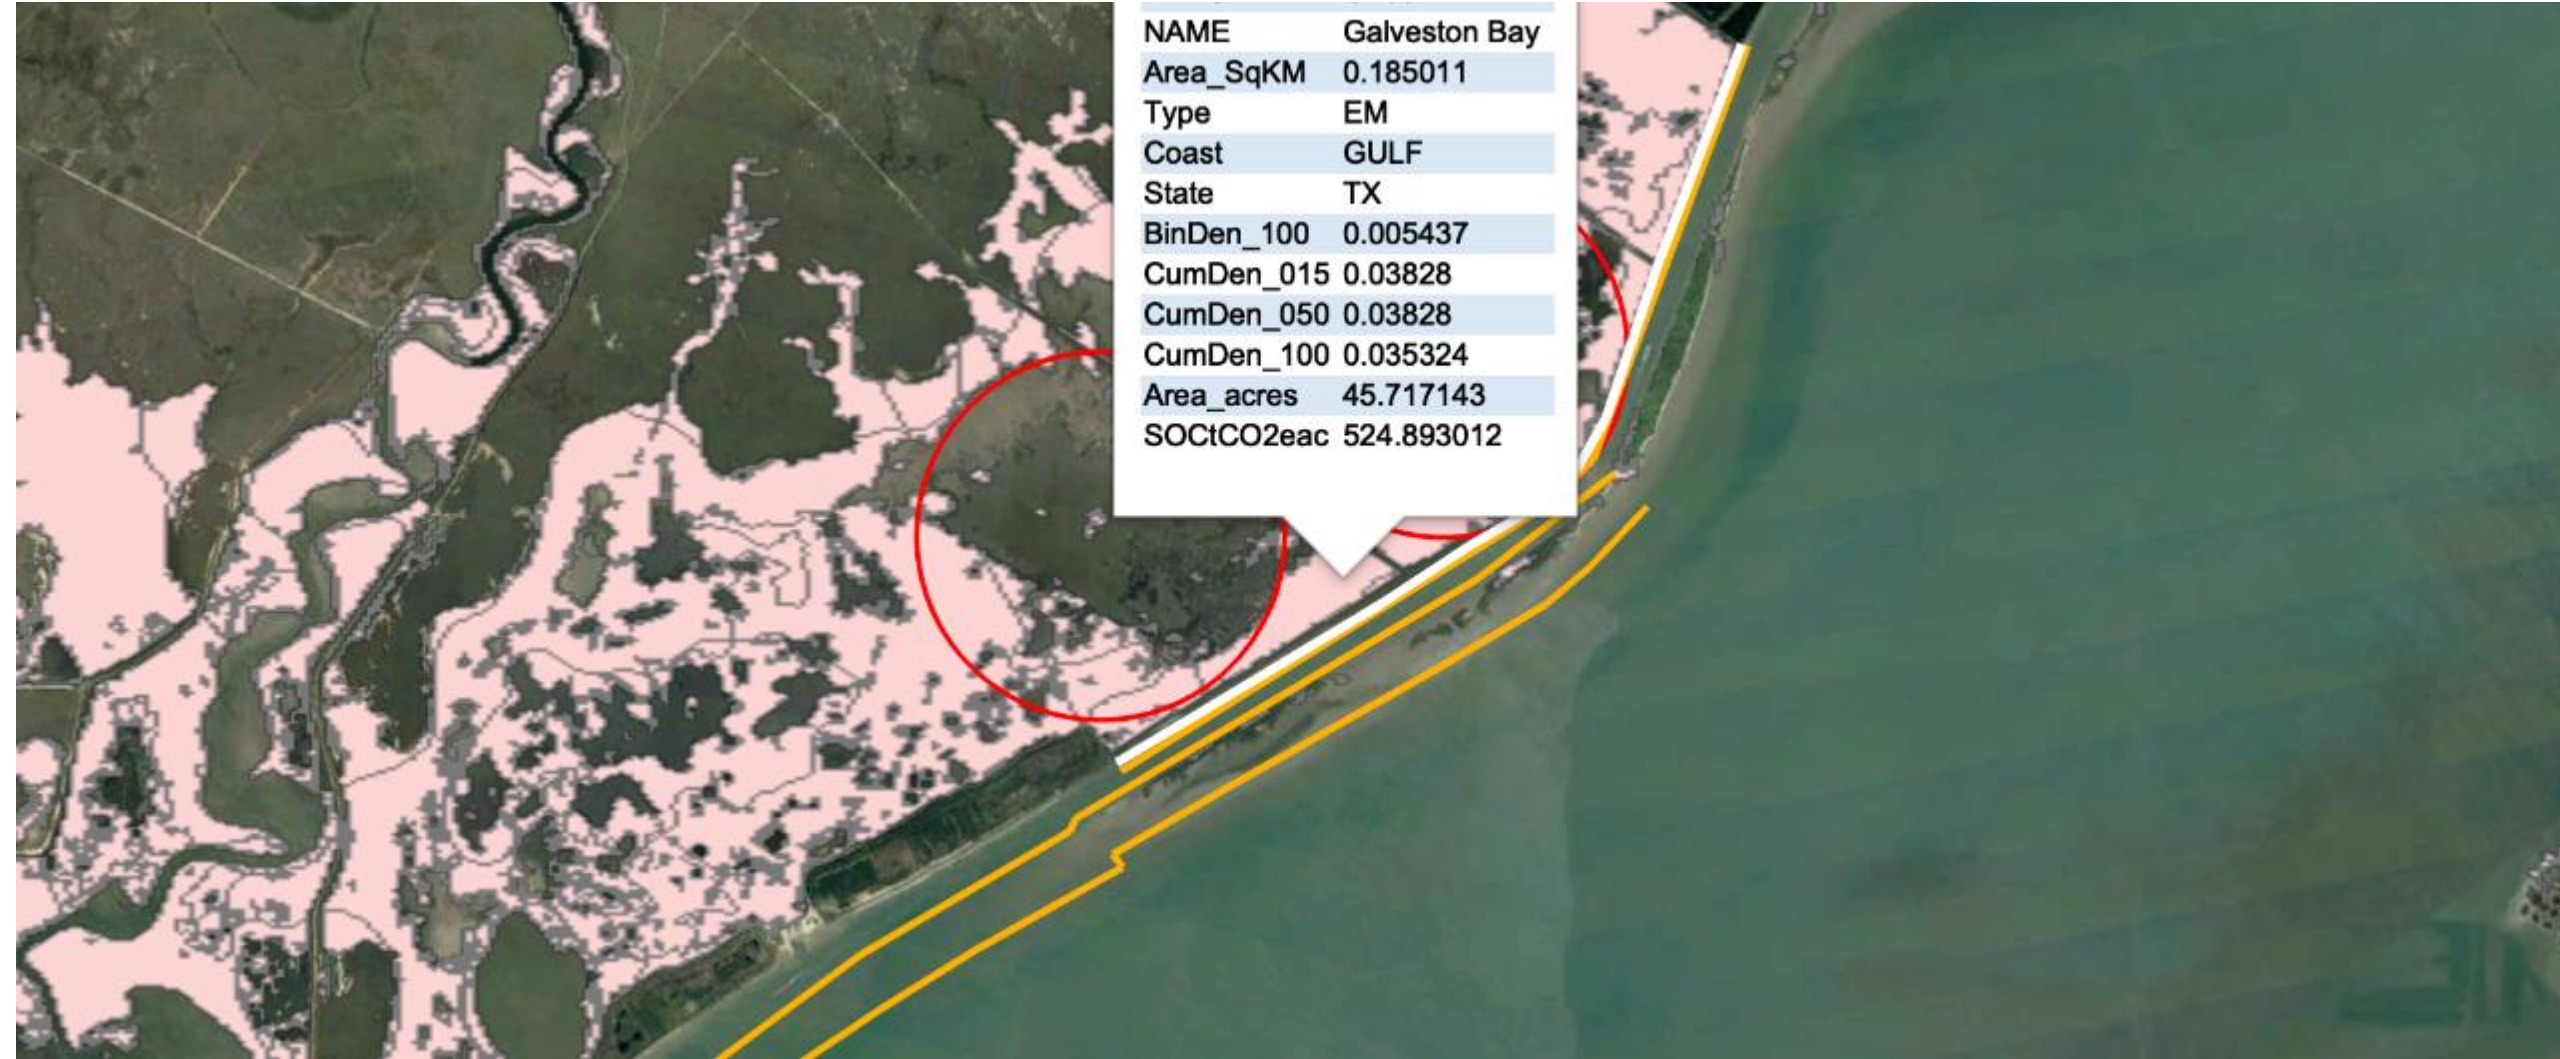 NAME Galveston Bay
Area_SqKM 0.185011
Type EM
Coast GULF
State TX
BinDen_100 0.005437
CumDen_015 0.03828
CumDen_050 0.03828
CumDen_100 0.035324
Area_acres 45.717143
SOCtCO2eac 524.893012